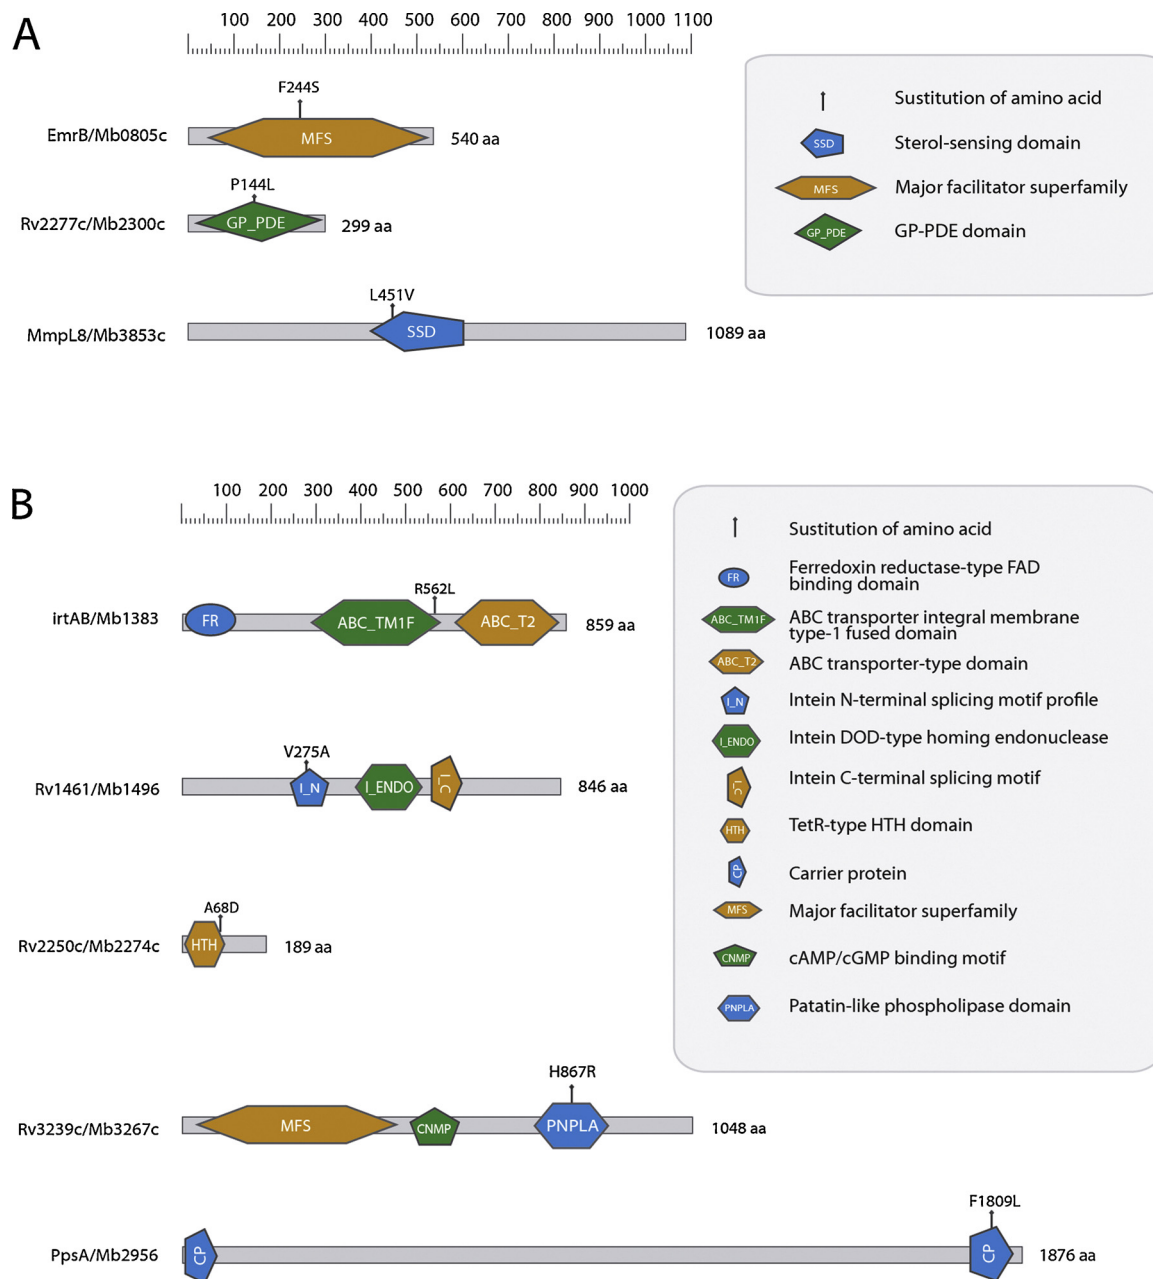 A
100 200 300 400 500 600 700 800 900 1000 1100
F244S
EmrB/Mb0805c
MFS
540 aa
P144L
Rv2277c/Mb2300c
GP_PDE
299 aa
L451V
MmpL8/Mb3853c
SSD
1089 aa
Sustitution of amino acid
SSD
Sterol-sensing domain
MFS
Major facilitator superfamily
GP_PDE
GP-PDE domain
B
100 200 300 400 500 600 700 800 900 1000
R562L
irtAB/Mb1383
FR
ABC_TM1F
ABC_T2
859 aa
V275A
Rv1461/Mb1496
I_N
I_ENDO
I_C
846 aa
A68D
Rv2250c/Mb2274c
HTH
189 aa
H867R
Rv3239c/Mb3267c
MFS
CNMP
PNPLA
1048 aa
F1809L
PpsA/Mb2956
CP
CP
1876 aa
Sustitution of amino acid
FR
Ferredoxin reductase-type FAD
binding domain
ABC_TM1F
ABC transporter integral membrane
type-1 fused domain
ABC_T2
ABC transporter-type domain
I_N
Intein N-terminal splicing motif profile
I_ENDO
Intein DOD-type homing endonuclease
I_C
Intein C-terminal splicing motif
HTH
TetR-type HTH domain
CP
Carrier protein
MFS
Major facilitator superfamily
CNMP
cAMP/cGMP binding motif
PNPLA
Patatin-like phospholipase domain